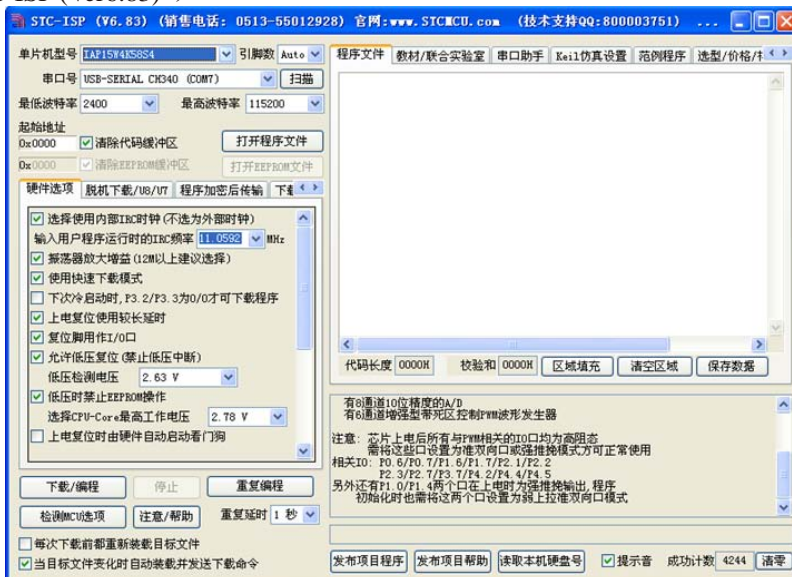 STC-ISP (V6.83) (销售电话: 0513-55012928) 官网:www.STCMCU.com (技术支持QQ:800003751) ...
单片机型号 IAP15W4K58S4 引脚数 Auto
串口号 USB-SERIAL CH340 (COM7) 扫描
最低波特率 2400 最高波特率 115200
起始地址
0x0000 清除代码缓冲区 打开程序文件
0x0000 清除EEPROM缓冲区 打开EEPROM文件
硬件选项 脱机下载/U8/U7 程序加密后传输
选择使用内部IRC时钟(不选为外部时钟)
输入用户程序运行时的IRC频率 11.0592 MHz
振荡器放大增益(12M以上建议选择)
使用快速下载模式
下次冷启动时,P3.2/P3.3为0/0才可下载程序
上电复位使用较长延时
复位脚用作I/O口
允许低压复位(禁止低压中断)
低压检测电压 2.63 V
低压时禁止EEPROM操作
选择CPU-Core最高工作电压 2.78 V
上电复位时由硬件自动启动看门狗
下载/编程 停止 重复编程
检测MCU选项 注意/帮助 重复延时 1 秒
每次下载前都重新装载目标文件
当目标文件变化时自动装载并发送下载命令
程序文件 教材/联合实验室 串口助手 Keil仿真设置 范例程序 选型/价格/
代码长度 0000H 校验和 0000H 区域填充 清空区域 保存数据
有8通道10位精度的A/D
有6通道增强型带死区控制PWM波形发生器
注意: 芯片上电后所有与PWM相关的IO口均为高阻态
需将这些口设置为准双向口或强推挽模式方可正常使用
相关IO: P0.6/P0.7/P1.6/P1.7/P2.1/P2.2
P2.3/P2.7/P3.7/P4.2/P4.4/P4.5
另外还有P1.0/P1.4两个口在上电时为强推挽输出,程序
初始化时也需将这两个口设置为弱上拉准双向口模式
发布项目程序 发布项目帮助 读取本机硬盘号 提示音 成功计数 4244 清零